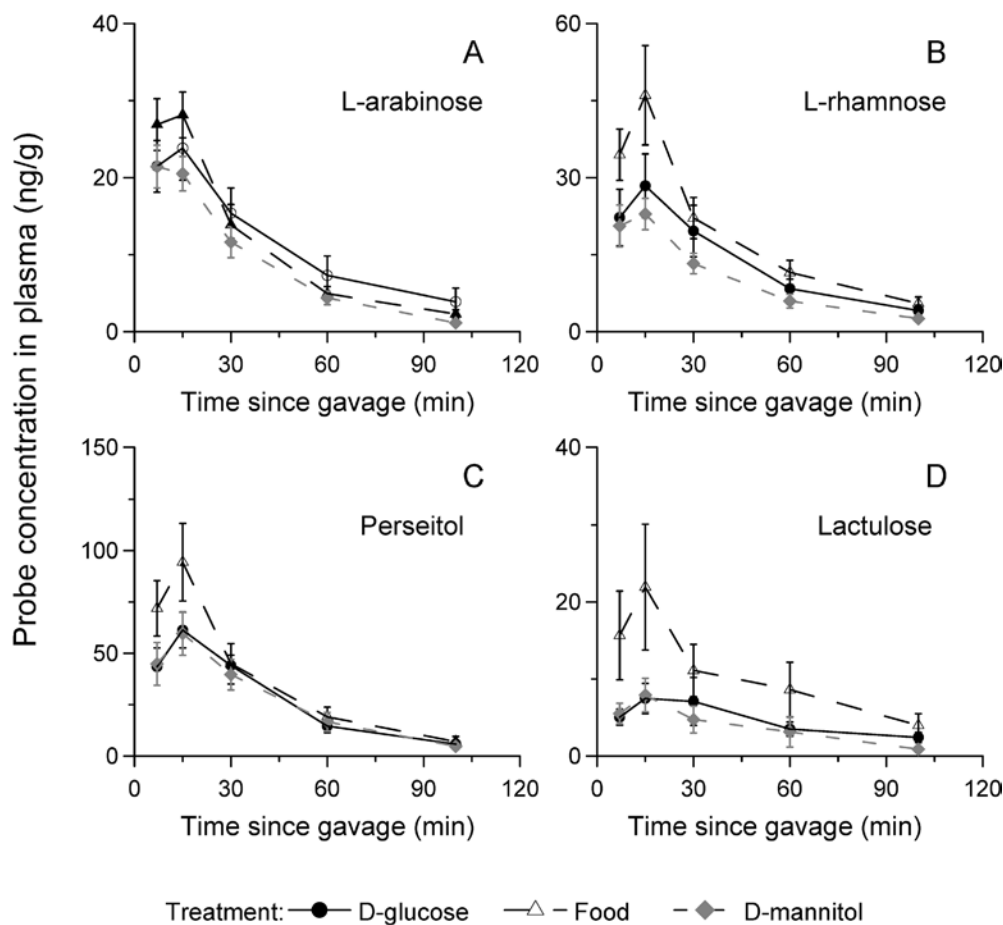 Probe concentration in plasma (ng/g)
40
20
0
0 30 60 90 120
A
L-arabinose
Time since gavage (min)
60
30
0
0 30 60 90 120
B
L-rhamnose
Time since gavage (min)
150
100
50
0
0 30 60 90 120
C
Perseitol
Time since gavage (min)
40
20
0
0 30 60 90 120
D
Lactulose
Time since gavage (min)
Treatment: D-glucose Food D-mannitol